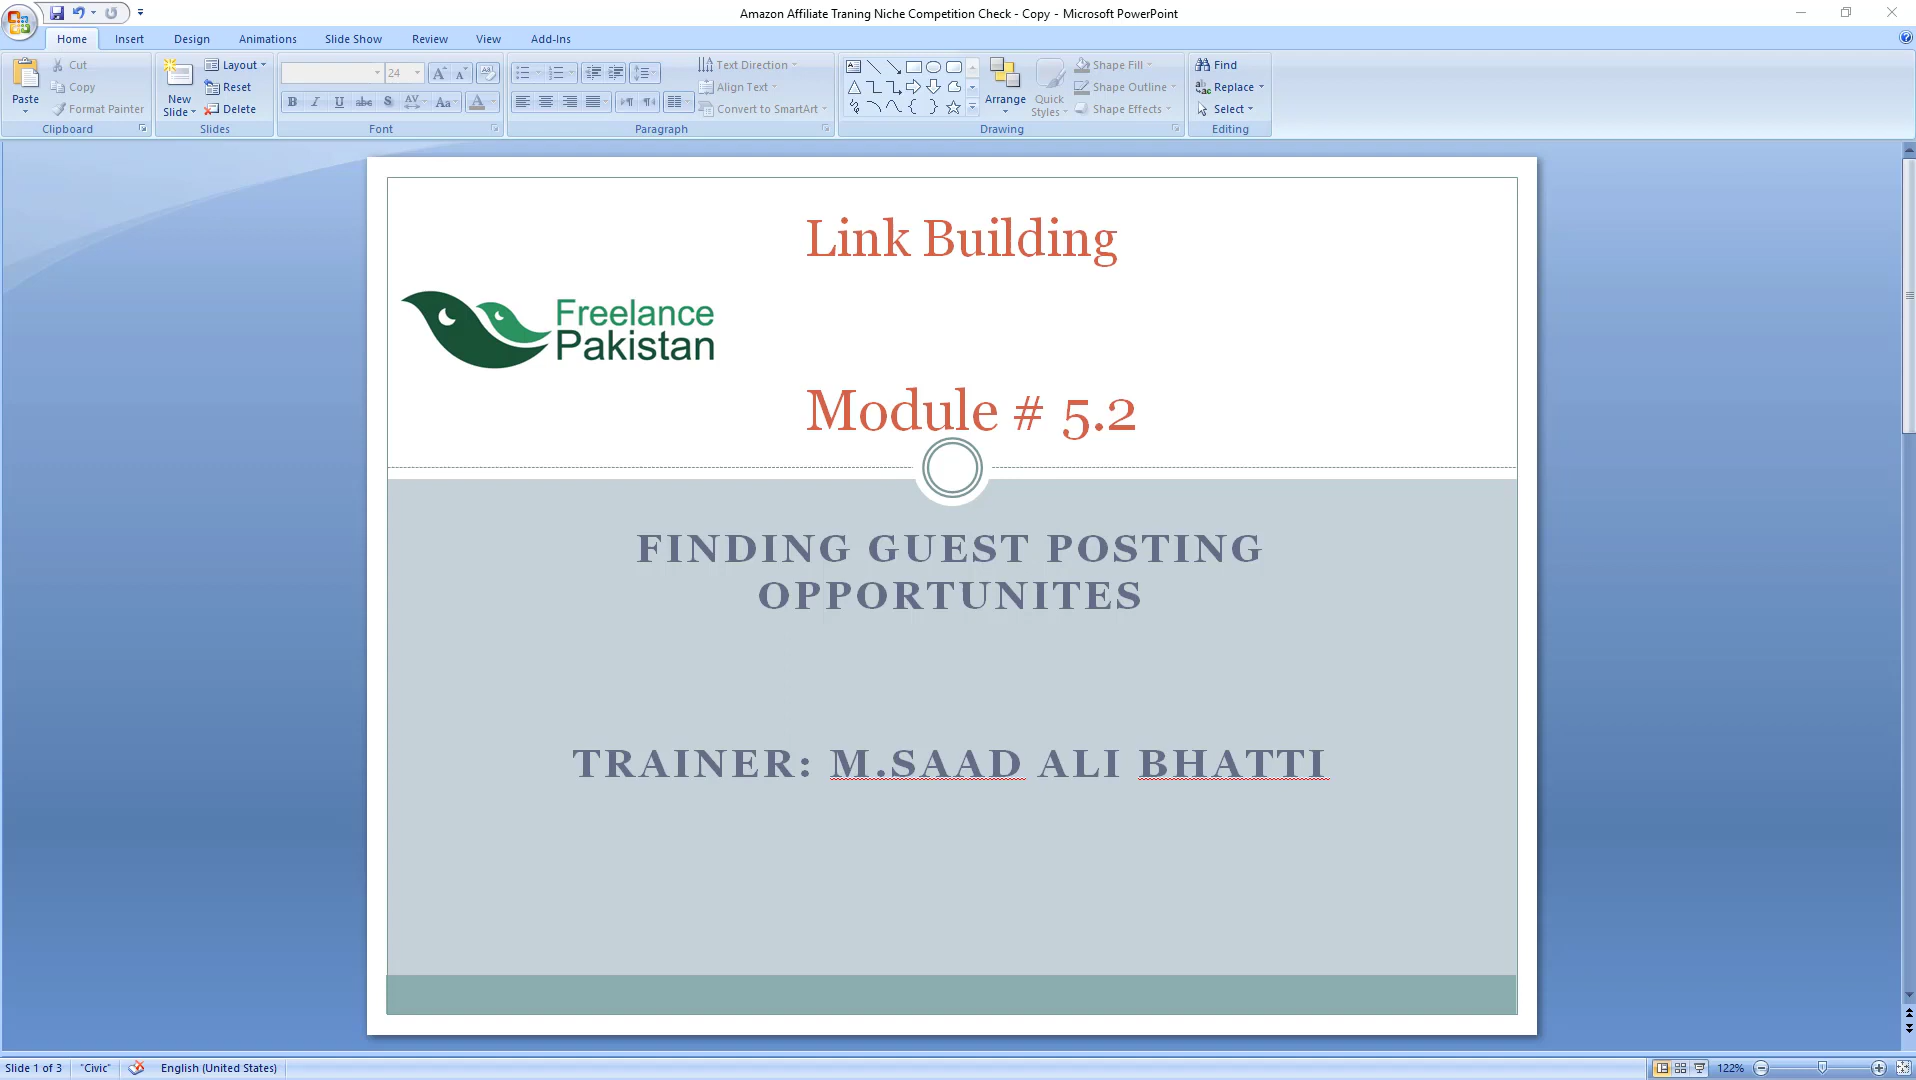 Amazon Affiliate Traning Niche Competition Check - Copy - Microsoft PowerPoint
Home Insert Design Animations Slide Show Review View Add-Ins
Paste
Cut
Copy
Format Painter
Clipboard
New Slide
Layout
Reset
Delete
Slides
24
B I U abc S AV Aa A
Font
Text Direction
Align Text
Convert to SmartArt
Paragraph
Arrange
Quick Styles
Shape Fill
Shape Outline
Shape Effects
Drawing
Find
Replace
Select
Editing
Link Building
Freelance
Pakistan
Module # 5.2
FINDING GUEST POSTING
OPPORTUNITES
TRAINER: M.SAAD ALI BHATTI
Slide 1 of 3 "Civic" English (United States) 122%